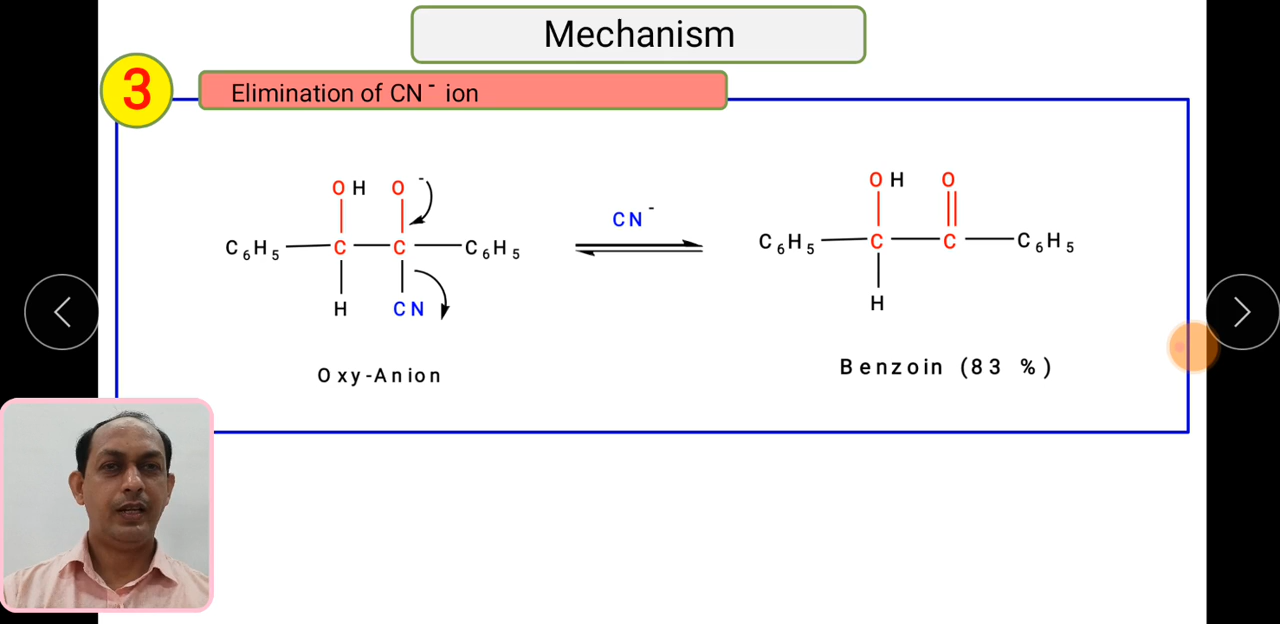 Mechanism
3
Elimination of CN⁻ ion
OH O⁻
C₆H₅ C C C₆H₅
H CN
Oxy-Anion
CN⁻
OH O
C₆H₅ C C C₆H₅
H
Benzoin (83 %)